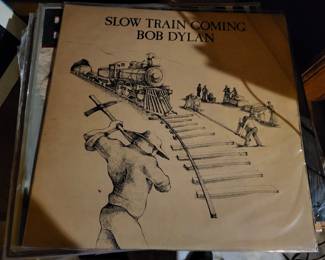 SLOW TRAIN COMING
BOB DYLAN